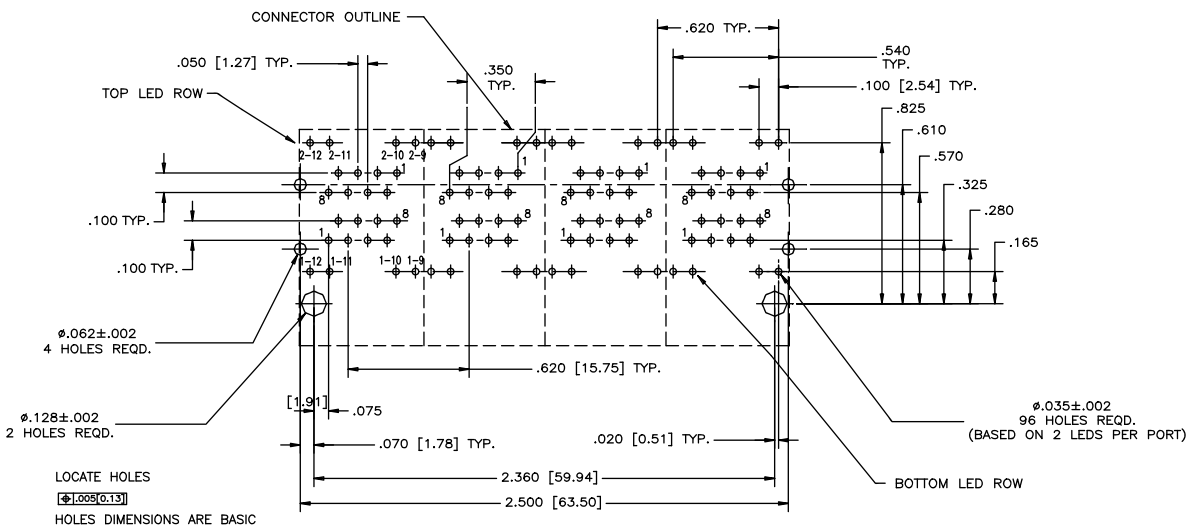 CONNECTOR OUTLINE
.620 TYP.
.050 [1.27] TYP.
.350
TYP.
.540
TYP.
TOP LED ROW
.100 [2.54] TYP.
.825
.610
.570
.325
.280
.165
2-12 2-11 2-10 2-9
1 1
8 8 8 8
.100 TYP.
8 8 8 8
1 1 1 1
.100 TYP.
1-12 1-11 1-10 1-9
ø.062±.002
4 HOLES REQD.
.620 [15.75] TYP.
[1.91]
.075
ø.128±.002
2 HOLES REQD.
ø.035±.002
96 HOLES REQD.
(BASED ON 2 LEDS PER PORT)
.070 [1.78] TYP.
.020 [0.51] TYP.
LOCATE HOLES
2.360 [59.94]
BOTTOM LED ROW
⌖ .005[0.13]
2.500 [63.50]
HOLES DIMENSIONS ARE BASIC